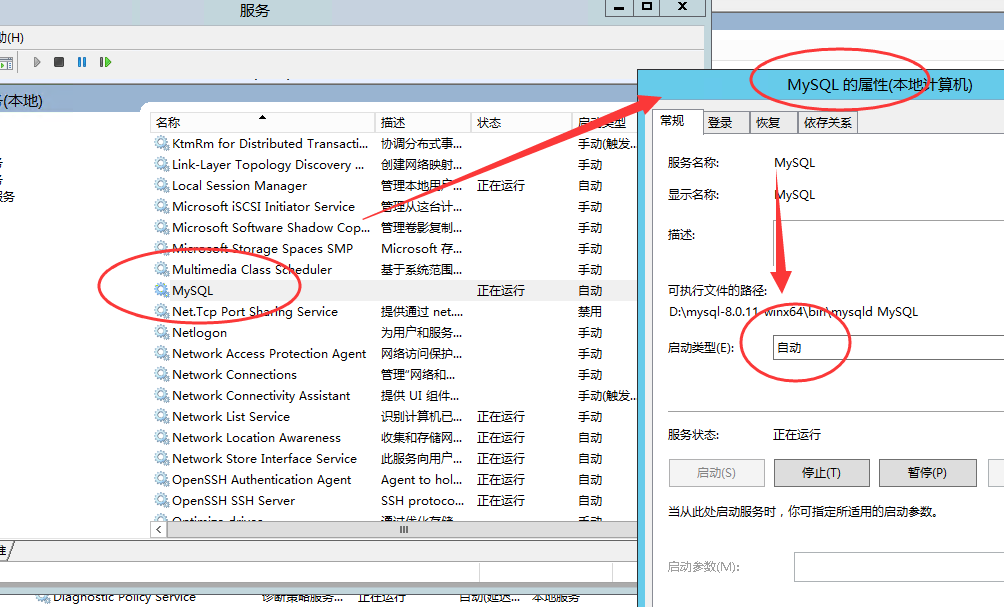 服务
助(H)
务(本地)
名称 描述 状态 启动类型
KtmRm for Distributed Transacti... 协调分布式事... 手动(触发...
Link-Layer Topology Discovery ... 创建网络映射... 手动
Local Session Manager 管理本地用户... 正在运行 自动
Microsoft iSCSI Initiator Service 管理从这台计... 手动
Microsoft Software Shadow Cop... 管理卷影复制... 手动
Microsoft Storage Spaces SMP Microsoft 存... 手动
Multimedia Class Scheduler 基于系统范围... 手动
MySQL 正在运行 自动
Net.Tcp Port Sharing Service 提供通过 net.... 禁用
Netlogon 为用户和服务... 手动
Network Access Protection Agent 网络访问保护... 手动
Network Connections 管理“网络和... 手动
Network Connectivity Assistant 提供 UI 组件... 手动(触发...
Network List Service 识别计算机已... 正在运行 手动
Network Location Awareness 收集和存储网... 正在运行 自动
Network Store Interface Service 此服务向用户... 正在运行 自动
OpenSSH Authentication Agent Agent to hol... 正在运行 自动
OpenSSH SSH Server SSH protoco... 正在运行 自动
Optimize drives 通过优化存储... 手动
Diagnostic Policy Service 诊断策略服务... 正在运行 自动(延迟... 本地服务
MySQL 的属性(本地计算机)
常规 登录 恢复 依存关系
服务名称: MySQL
显示名称: MySQL
描述:
可执行文件的路径:
D:\mysql-8.0.11-winx64\bin\mysqld MySQL
启动类型(E): 自动
服务状态: 正在运行
启动(S) 停止(T) 暂停(P)
当从此处启动服务时，你可指定所适用的启动参数。
启动参数(M):